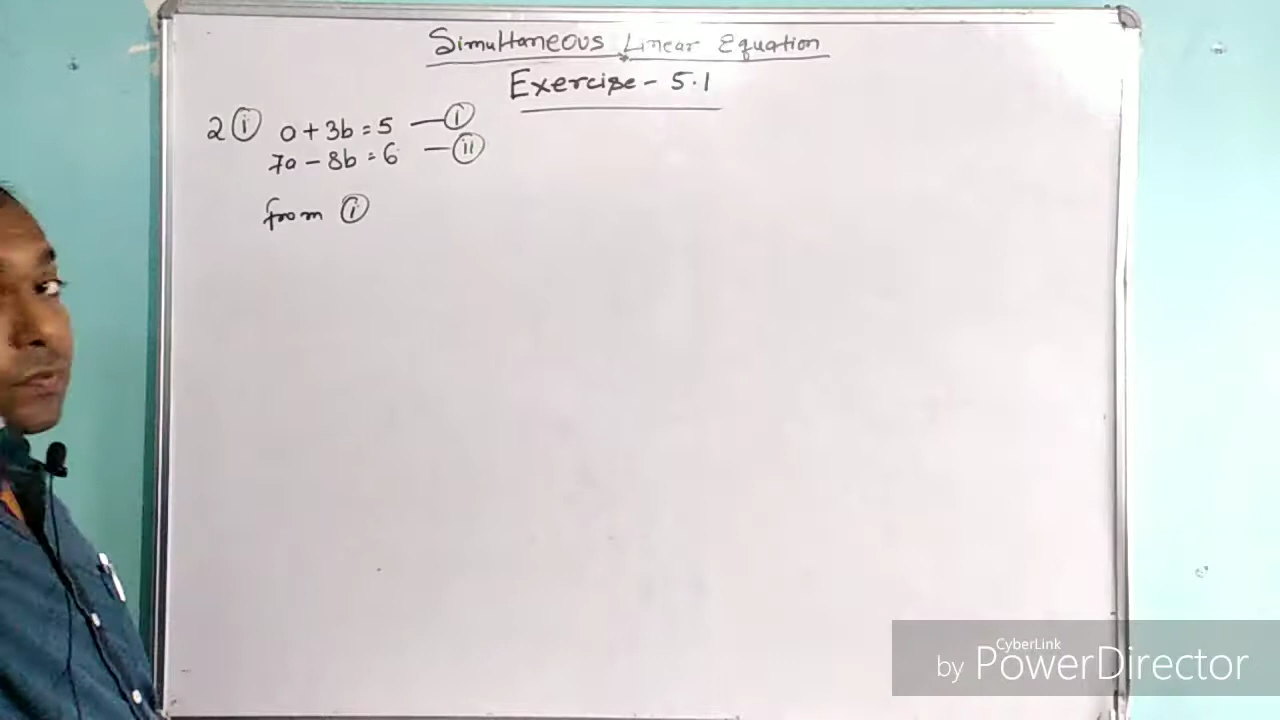 Simultaneous Linear Equation
Exercise - 5.1
2 (i) a + 3b = 5 — (i)
7a - 8b = 6 — (ii)
from (i)
CyberLink
by PowerDirector